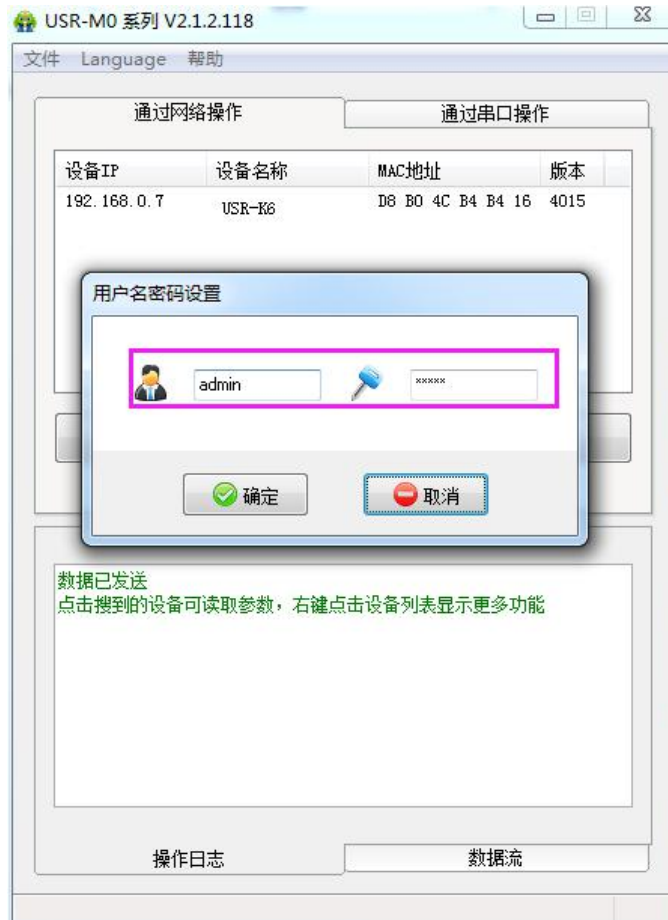 USR-M0 系列 V2.1.2.118
文件 Language 帮助
通过网络操作 通过串口操作
设备IP 设备名称 MAC地址 版本
192.168.0.7 USR-K6 D8 B0 4C B4 B4 16 4015
用户名密码设置
admin *****
确定 取消
数据已发送
点击搜到的设备可读取参数，右键点击设备列表显示更多功能
操作日志 数据流